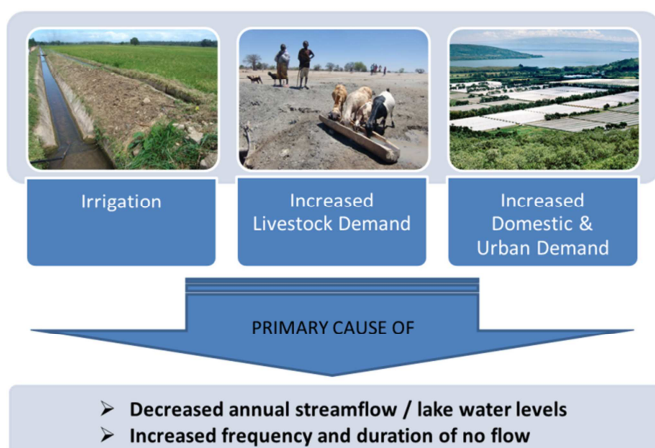 Irrigation
Increased
Livestock Demand
Increased
Domestic &
Urban Demand
PRIMARY CAUSE OF
➢ Decreased annual streamflow / lake water levels
➢ Increased frequency and duration of no flow